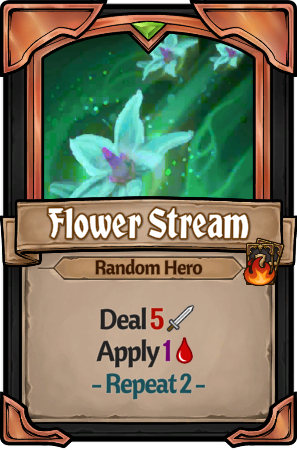 Flower Stream
Random Hero
Deal 5
Apply 1
- Repeat 2 -